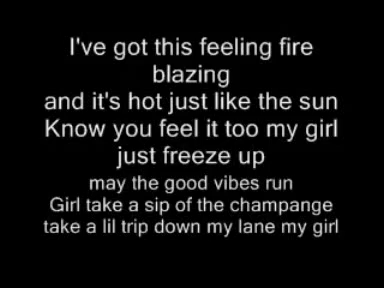 I've got this feeling fire
blazing
and it's hot just like the sun
Know you feel it too my girl
just freeze up
may the good vibes run
Girl take a sip of the champange
take a lil trip down my lane my girl